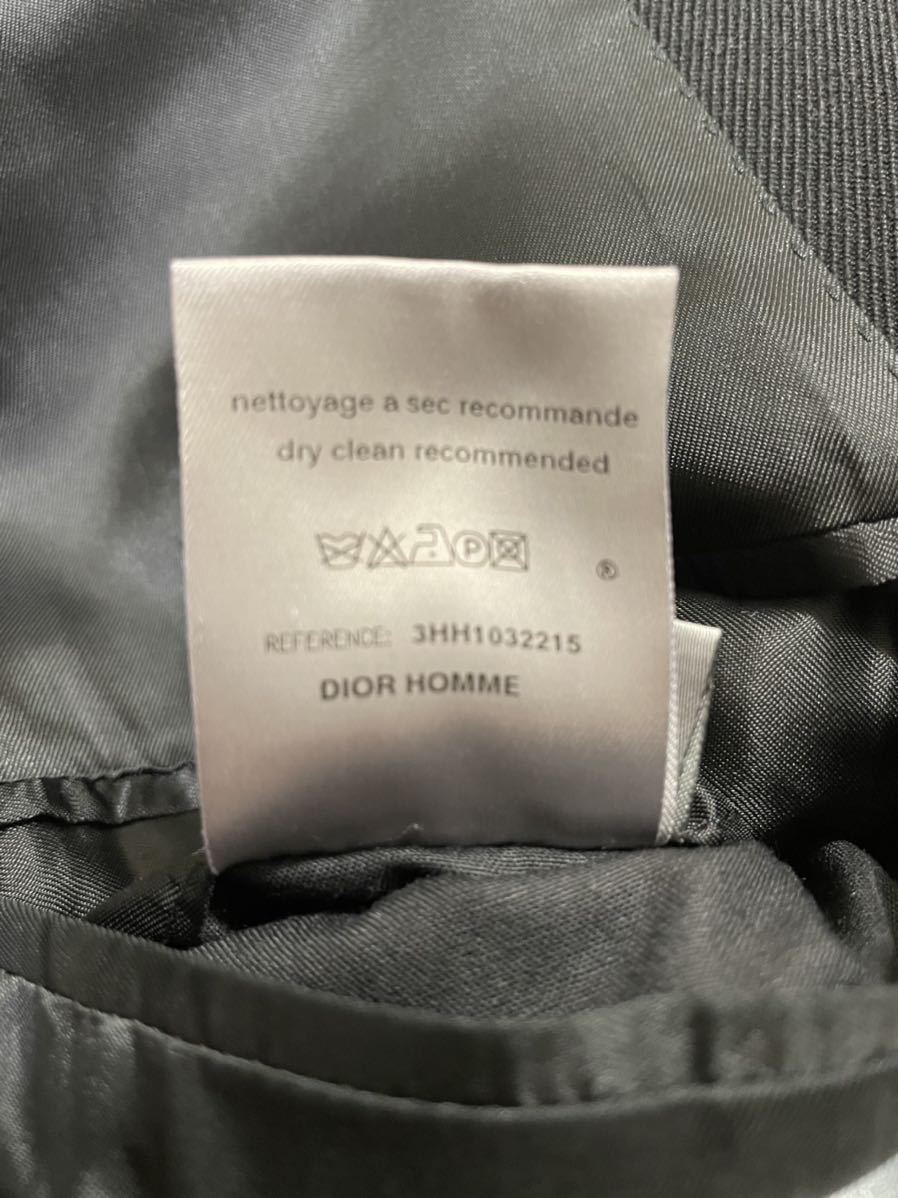 nettoyage a sec recommande
dry clean recommended
P
®
REFERENCE: 3HH1032215
DIOR HOMME